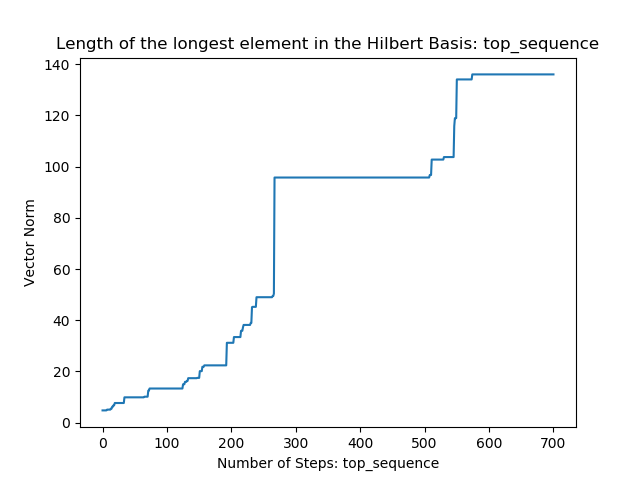 Length of the longest element in the Hilbert Basis: top_sequence
140
120
100
80
60
40
20
0
Vector Norm
0 100 200 300 400 500 600 700
Number of Steps: top_sequence